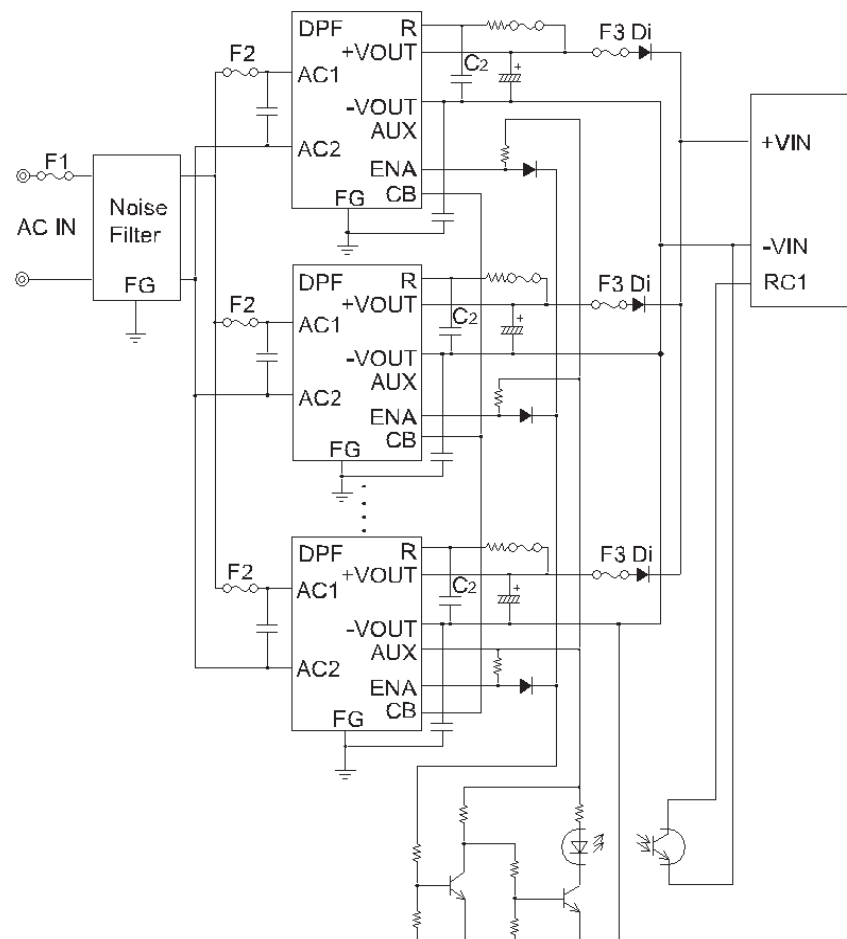 F1
AC IN
Noise
Filter
FG
F2
DPF
AC1
AC2
FG
R
+VOUT
-VOUT
AUX
ENA
CB
C2
+
F3 Di
F2
DPF
AC1
AC2
FG
R
+VOUT
-VOUT
AUX
ENA
CB
C2
+
F3 Di
F2
DPF
AC1
AC2
FG
R
+VOUT
-VOUT
AUX
ENA
CB
C2
+
F3 Di
+VIN
-VIN
RC1